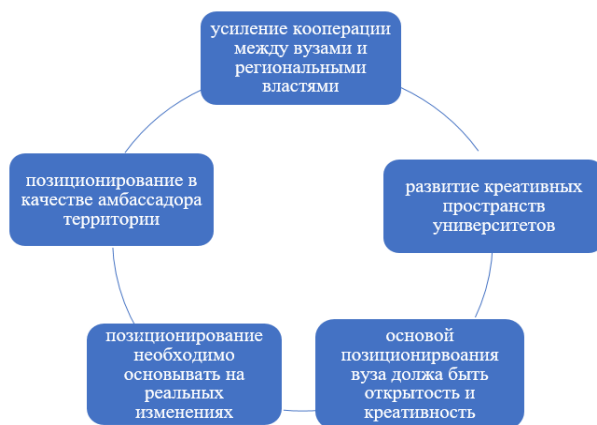 усиление кооперации
между вузами и
региональными
властями
развитие креативных
пространств
университетов
основой
позиционирвоания
вуза должа быть
открытость и
креативность
позиционирование
необходимо
основывать на
реальных
изменениях
позиционирование в
качестве амбассадора
территории